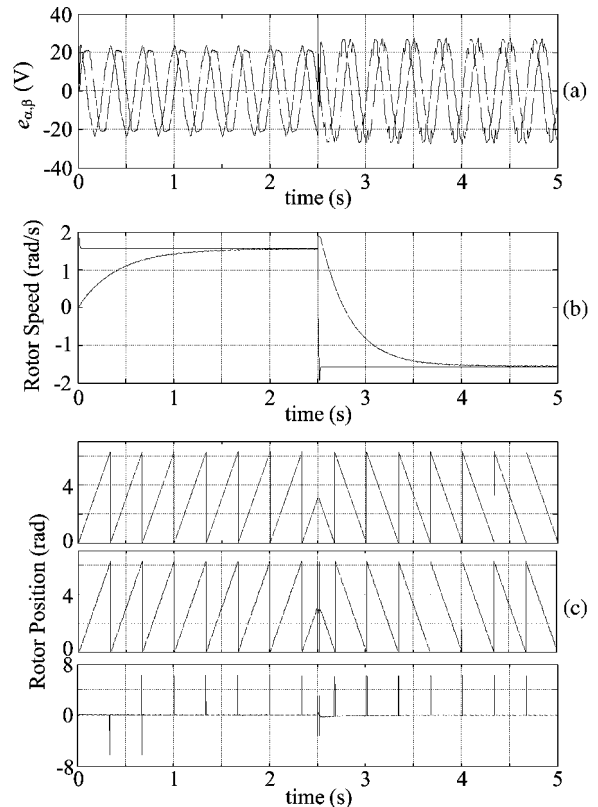 40
20
0
-20
-40
e_{α,β} (V)
(a)
0 1 2 3 4 5
time (s)
2
1
0
-1
-2
Rotor Speed (rad/s)
(b)
0 1 2 3 4 5
time (s)
4
0
4
0
8
0
-8
Rotor Position (rad)
(c)
0 1 2 3 4 5
time (s)